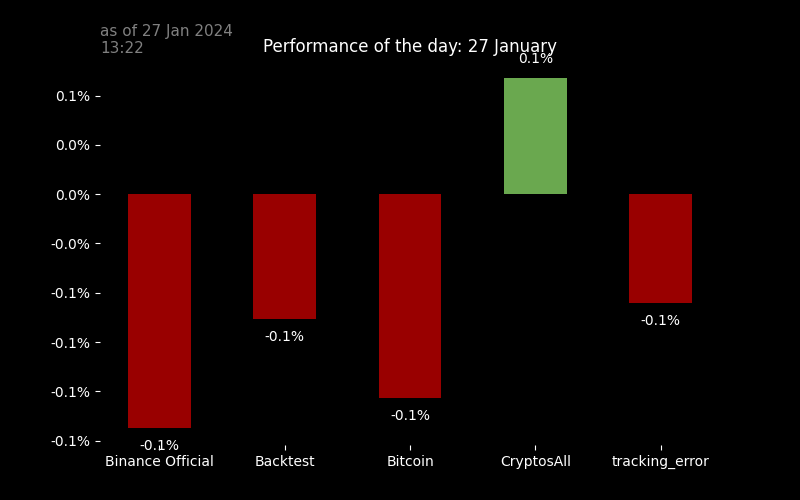 as of 27 Jan 2024
13:22
Performance of the day: 27 January
0.1%
0.1%
0.0%
0.0%
-0.0%
-0.1%
-0.1%
-0.1%
-0.1%
-0.1%
-0.1%
-0.1%
-0.1%
Binance Official
Backtest
Bitcoin
CryptosAll
tracking_error